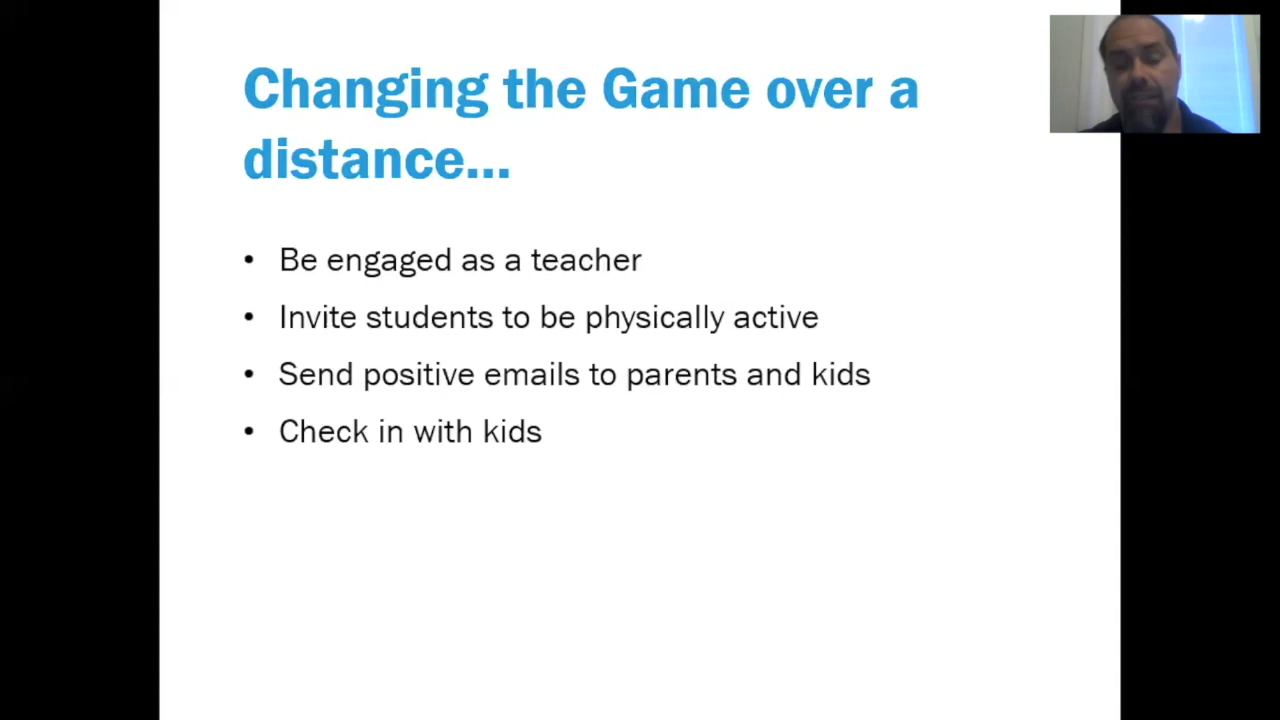 Changing the Game over a
distance...
• Be engaged as a teacher
• Invite students to be physically active
• Send positive emails to parents and kids
• Check in with kids